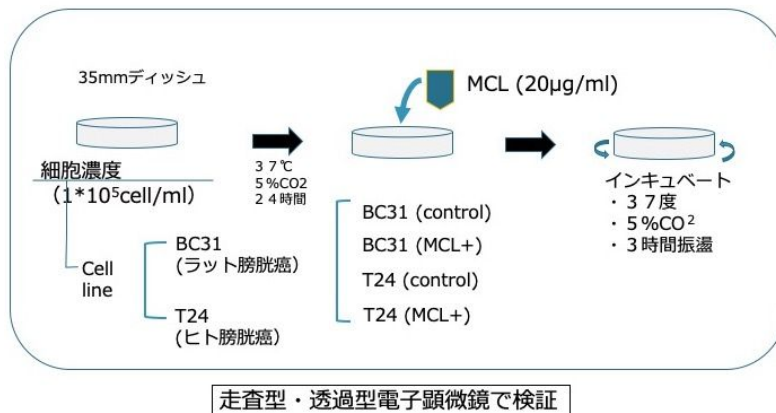 35mmディッシュ
細胞濃度
(1*10⁵cell/ml)
Cell
line
BC31
(ラット膀胱癌)
T24
(ヒト膀胱癌)
３７℃
５%CO2
２４時間
MCL (20μg/ml)
BC31 (control)
BC31 (MCL+)
T24 (control)
T24 (MCL+)
インキュベート
・３７度
・５%CO²
・３時間振盪
走査型・透過型電子顕微鏡で検証